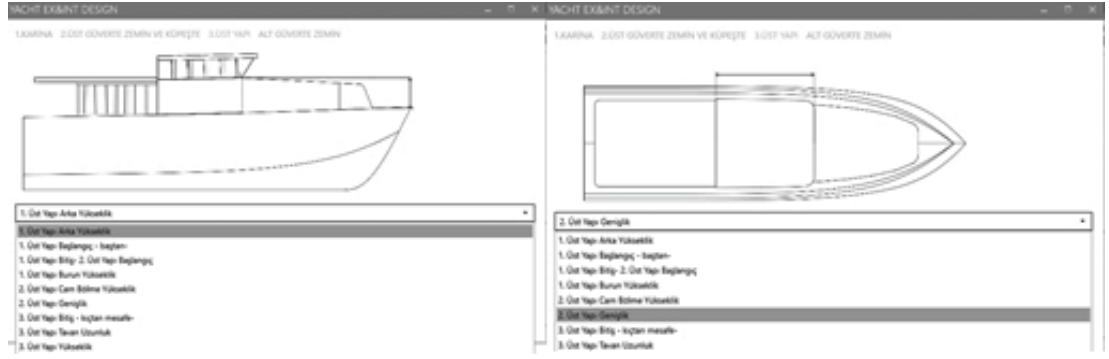 YACHT EX&INT DESIGN
1.KARİNA 2.ÜST GÜVERTE ZEMİN VE KÜPEŞTE 3.ÜST YAPI ALT GÜVERTE ZEMİN
1. Üst Yapı Arka Yükseklik
1. Üst Yapı Arka Yükseklik
1. Üst Yapı Başlangıç - baştan-
1. Üst Yapı Bitiş- 2. Üst Yapı Başlangıç
1. Üst Yapı Burun Yükseklik
2. Üst Yapı Cam Bölme Yükseklik
2. Üst Yapı Genişlik
3. Üst Yapı Bitiş - kıçtan mesafe-
3. Üst Yapı Tavan Uzunluk
3. Üst Yapı Yükseklik
YACHT EX&INT DESIGN
1.KARİNA 2.ÜST GÜVERTE ZEMİN VE KÜPEŞTE 3.ÜST YAPI ALT GÜVERTE ZEMİN
2. Üst Yapı Genişlik
1. Üst Yapı Arka Yükseklik
1. Üst Yapı Başlangıç - baştan-
1. Üst Yapı Bitiş- 2. Üst Yapı Başlangıç
1. Üst Yapı Burun Yükseklik
2. Üst Yapı Cam Bölme Yükseklik
2. Üst Yapı Genişlik
3. Üst Yapı Bitiş - kıçtan mesafe-
3. Üst Yapı Tavan Uzunluk